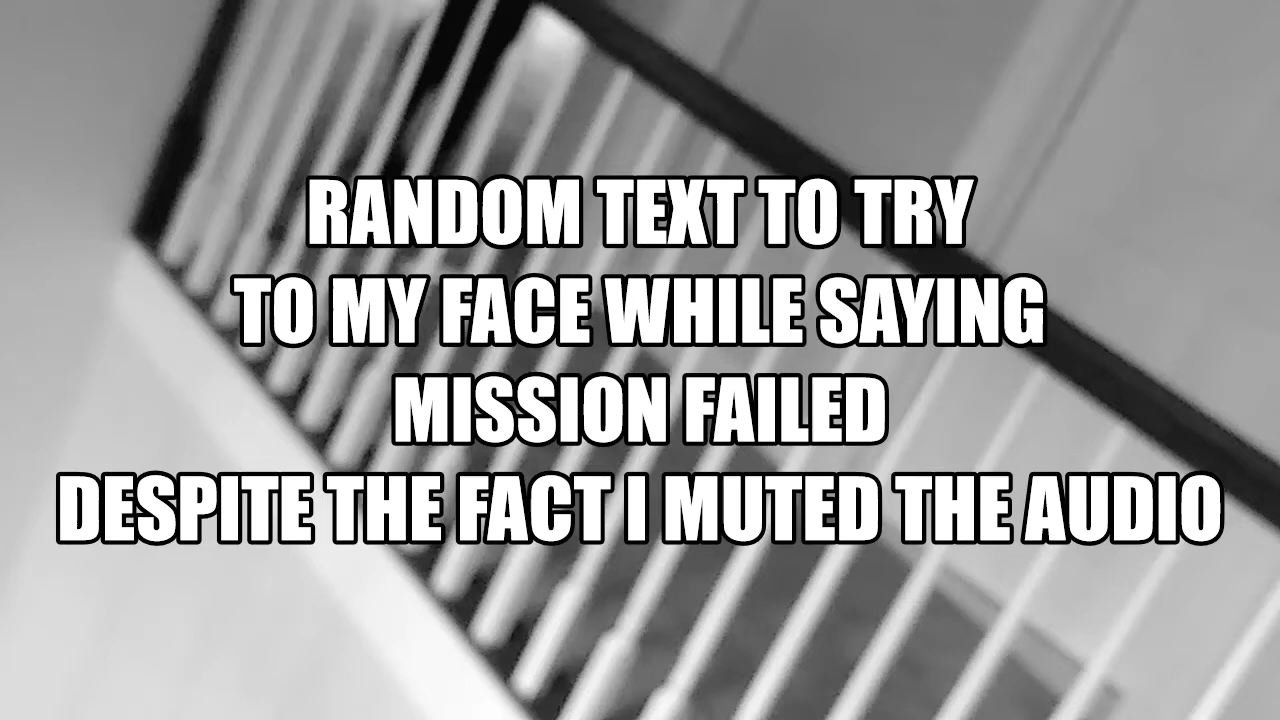 RANDOM TEXT TO TRY
TO MY FACE WHILE SAYING
MISSION FAILED
DESPITE THE FACT I MUTED THE AUDIO